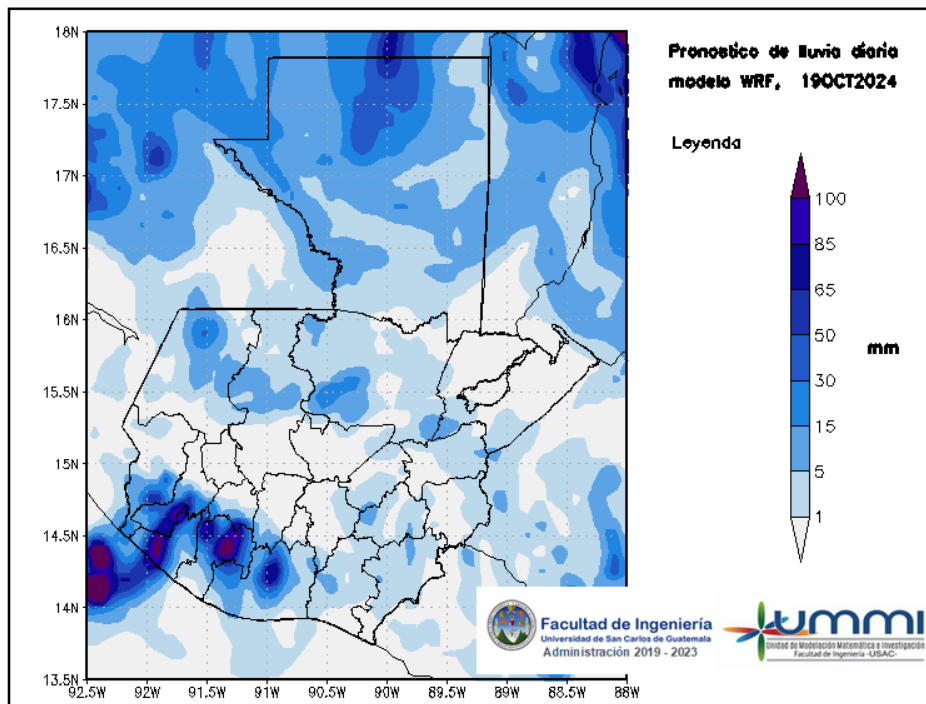 Pronostico de lluvia diaria
modelo WRF, 19OCT2024
Leyenda
100
85
65
50
30
15
5
1
mm
18N
17.5N
17N
16.5N
16N
15.5N
15N
14.5N
14N
13.5N
92.5W
92W
91.5W
91W
90.5W
90W
89.5W
89W
88.5W
88W
Facultad de Ingeniería
Universidad de San Carlos de Guatemala
Administración 2019 - 2023
UMMI
Unidad de Modelación Matemática e Investigación
Facultad de Ingeniería -USAC-